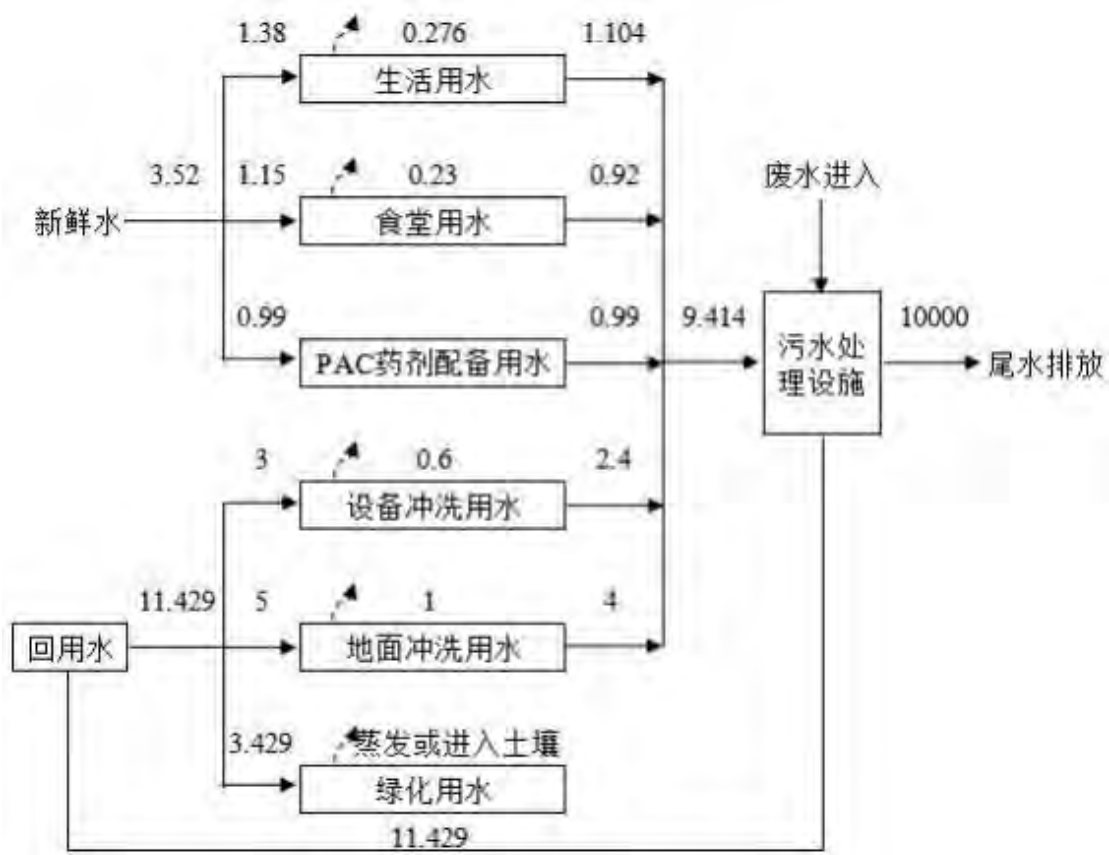 1.38 0.276 1.104
生活用水
3.52 1.15 0.23 0.92 废水进入
新鲜水 食堂用水
0.99 0.99 9.414 10000
PAC药剂配备用水 污水处
理设施 尾水排放
3 0.6 2.4
设备冲洗用水
11.429 5 1 4
回用水 地面冲洗用水
3.429 蒸发或进入土壤
绿化用水
11.429